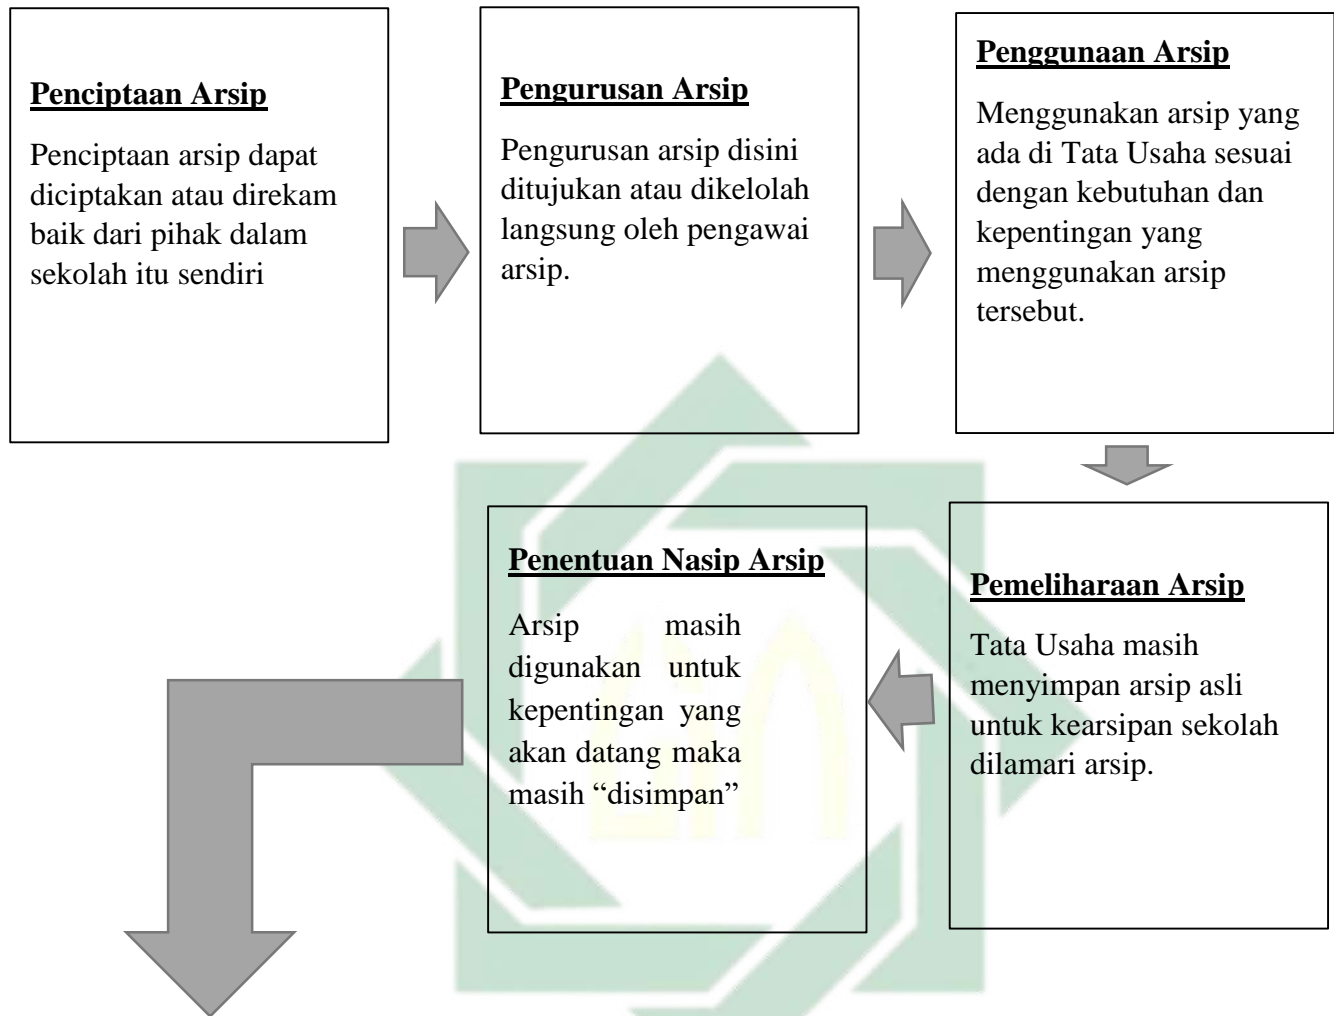 Penciptaan Arsip
Penciptaan arsip dapat
diciptakan atau direkam
baik dari pihak dalam
sekolah itu sendiri
Pengurusan Arsip
Pengurusan arsip disini
ditujukan atau dikelolah
langsung oleh pengawai
arsip.
Penggunaan Arsip
Menggunakan arsip yang
ada di Tata Usaha sesuai
dengan kebutuhan dan
kepentingan yang
menggunakan arsip
tersebut.
Pemeliharaan Arsip
Tata Usaha masih
menyimpan arsip asli
untuk kearsipan sekolah
dilamari arsip.
Penentuan Nasip Arsip
Arsip masih
digunakan untuk
kepentingan yang
akan datang maka
masih “disimpan”